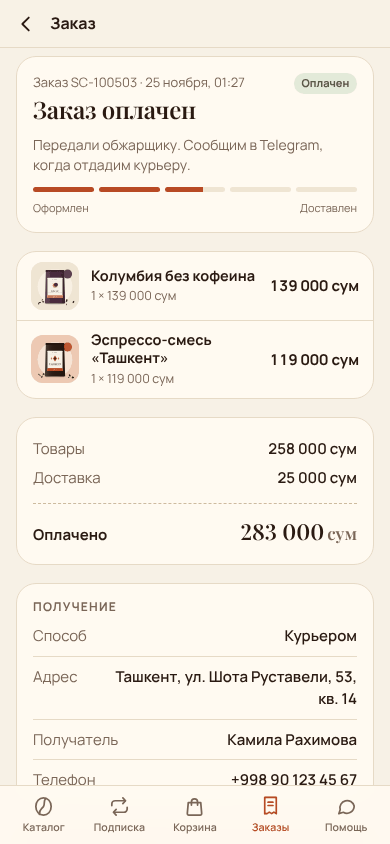 Заказ
Заказ SC-100503 · 25 ноября, 01:27
Оплачен
Заказ оплачен
Передали обжарщику. Сообщим в Telegram,
когда отдадим курьеру.
Оформлен
Доставлен
Колумбия без кофеина
1 × 139 000 сум
139 000 сум
Эспрессо-смесь
«Ташкент»
1 × 119 000 сум
119 000 сум
Товары
258 000 сум
Доставка
25 000 сум
Оплачено
283 000 сум
ПОЛУЧЕНИЕ
Способ
Курьером
Адрес
Ташкент, ул. Шота Руставели, 53,
кв. 14
Получатель
Камила Рахимова
Телефон
+998 90 123 45 67
Каталог
Подписка
Корзина
Заказы
Помощь